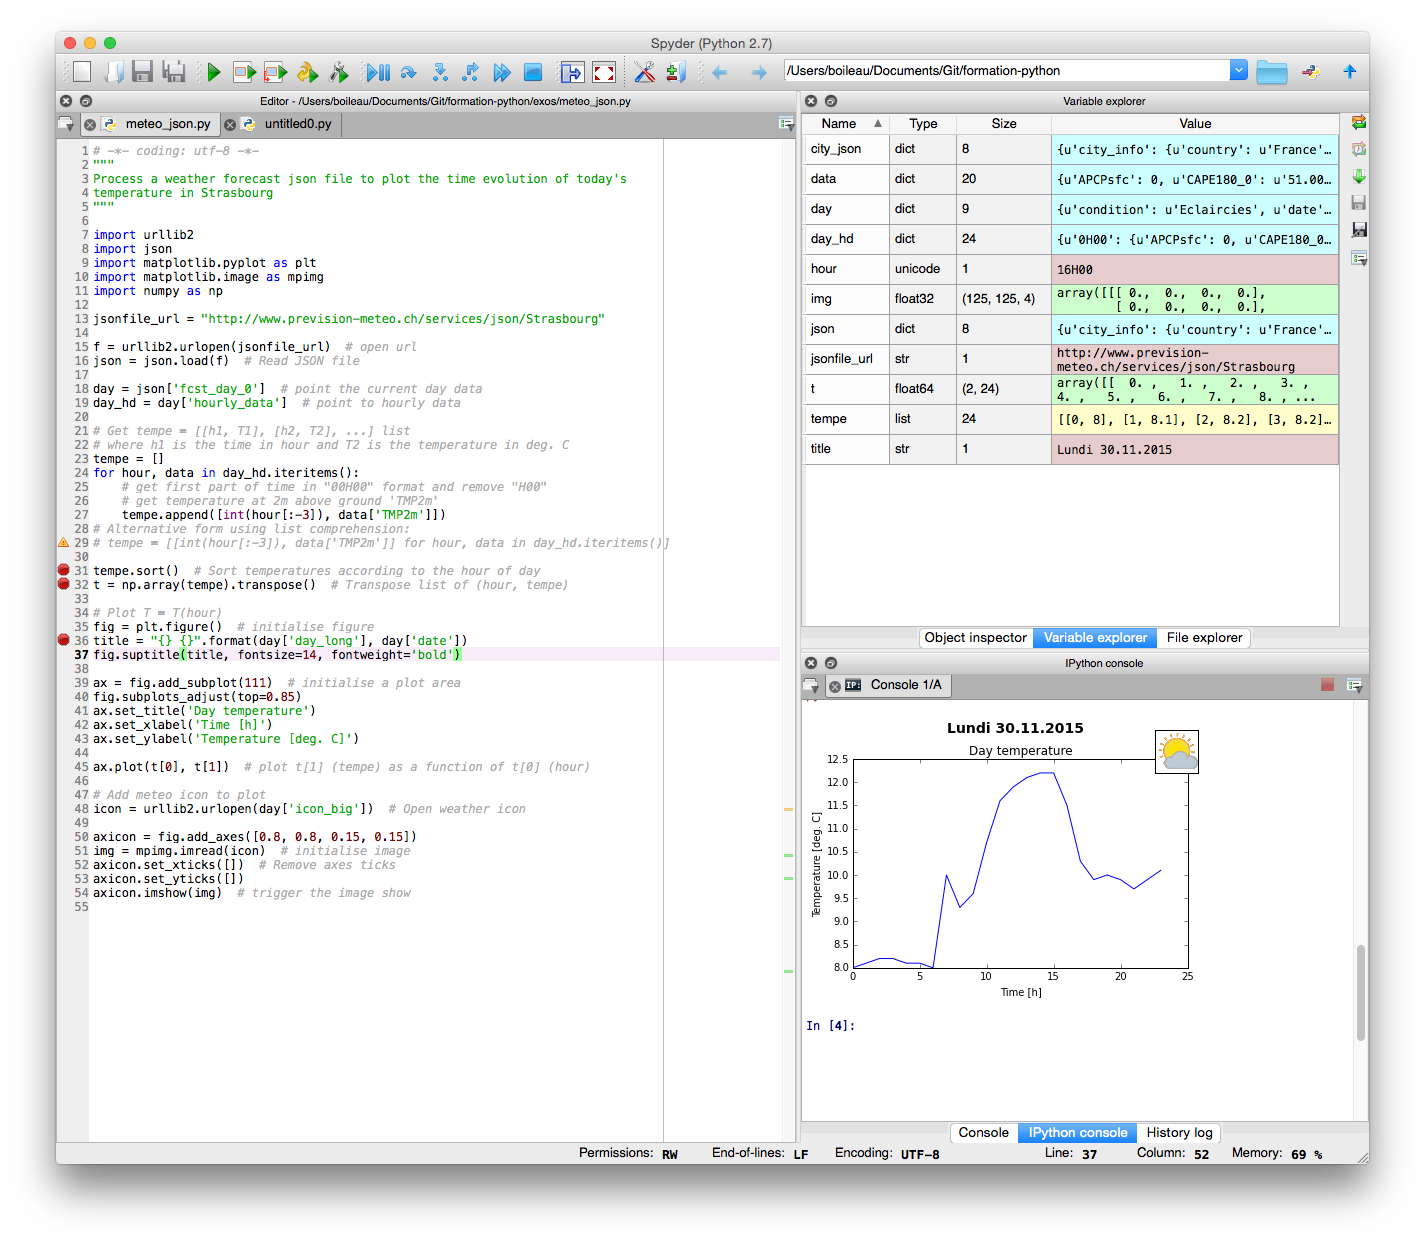 Spyder (Python 2.7)
/Users/boileau/Documents/Git/formation-python
Editor - /Users/boileau/Documents/Git/formation-python/exos/meteo_json.py
meteo_json.py
untitled0.py
1 # -*- coding: utf-8 -*-
2 """
3 Process a weather forecast json file to plot the time evolution of today's
4 temperature in Strasbourg
5 """
6
7 import urllib2
8 import json
9 import matplotlib.pyplot as plt
10 import matplotlib.image as mpimg
11 import numpy as np
12
13 jsonfile_url = "http://www.prevision-meteo.ch/services/json/Strasbourg"
14
15 f = urllib2.urlopen(jsonfile_url)  # open url
16 json = json.load(f)  # Read JSON file
17
18 day = json['fcst_day_0']  # point the current day data
19 day_hd = day['hourly_data']  # point to hourly data
20
21 # Get tempe = [[h1, T1], [h2, T2], ...] list
22 # where h1 is the time in hour and T2 is the temperature in deg. C
23 tempe = []
24 for hour, data in day_hd.iteritems():
25     # get first part of time in "00H00" format and remove "H00"
26     # get temperature at 2m above ground 'TMP2m'
27     tempe.append([int(hour[:-3]), data['TMP2m']])
28 # Alternative form using list comprehension:
29 # tempe = [[int(hour[:-3]), data['TMP2m']] for hour, data in day_hd.iteritems()]
30
31 tempe.sort()  # Sort temperatures according to the hour of day
32 t = np.array(tempe).transpose()  # Transpose list of (hour, tempe)
33
34 # Plot T = T(hour)
35 fig = plt.figure()  # initialise figure
36 title = "{} {}".format(day['day_long'], day['date'])
37 fig.suptitle(title, fontsize=14, fontweight='bold')
38
39 ax = fig.add_subplot(111)  # initialise a plot area
40 fig.subplots_adjust(top=0.85)
41 ax.set_title('Day temperature')
42 ax.set_xlabel('Time [h]')
43 ax.set_ylabel('Temperature [deg. C]')
44
45 ax.plot(t[0], t[1])  # plot t[1] (tempe) as a function of t[0] (hour)
46
47 # Add meteo icon to plot
48 icon = urllib2.urlopen(day['icon_big'])  # Open weather icon
49
50 axicon = fig.add_axes([0.8, 0.8, 0.15, 0.15])
51 img = mpimg.imread(icon)  # initialise image
52 axicon.set_xticks([])  # Remove axes ticks
53 axicon.set_yticks([])
54 axicon.imshow(img)  # trigger the image show
55
Variable explorer
Name Type Size Value
city_json dict 8 {u'city_info': {u'country': u'France'...
data dict 20 {u'APCPsfc': 0, u'CAPE180_0': u'51.00...
day dict 9 {u'condition': u'Eclaircies', u'date'...
day_hd dict 24 {u'0H00': {u'APCPsfc': 0, u'CAPE180_0...
hour unicode 1 16H00
img float32 (125, 125, 4) array([[[ 0.,  0.,  0.,  0.],
[ 0.,  0.,  0.,  0.],
json dict 8 {u'city_info': {u'country': u'France'...
jsonfile_url str 1 http://www.prevision-
meteo.ch/services/json/Strasbourg
t float64 (2, 24) array([[  0. ,   1. ,   2. ,   3. ,
4. ,   5. ,   6. ,   7. ,   8. , ...
tempe list 24 [[0, 8], [1, 8.1], [2, 8.2], [3, 8.2]...
title str 1 Lundi 30.11.2015
Object inspector Variable explorer File explorer
IPython console
IP: Console 1/A
Lundi 30.11.2015
Day temperature
12.5
12.0
11.5
11.0
10.5
10.0
9.5
9.0
8.5
8.0
Temperature [deg. C]
0 5 10 15 20 25
Time [h]
In [4]:
Console IPython console History log
Permissions: RW End-of-lines: LF Encoding: UTF-8 Line: 37 Column: 52 Memory: 69 %